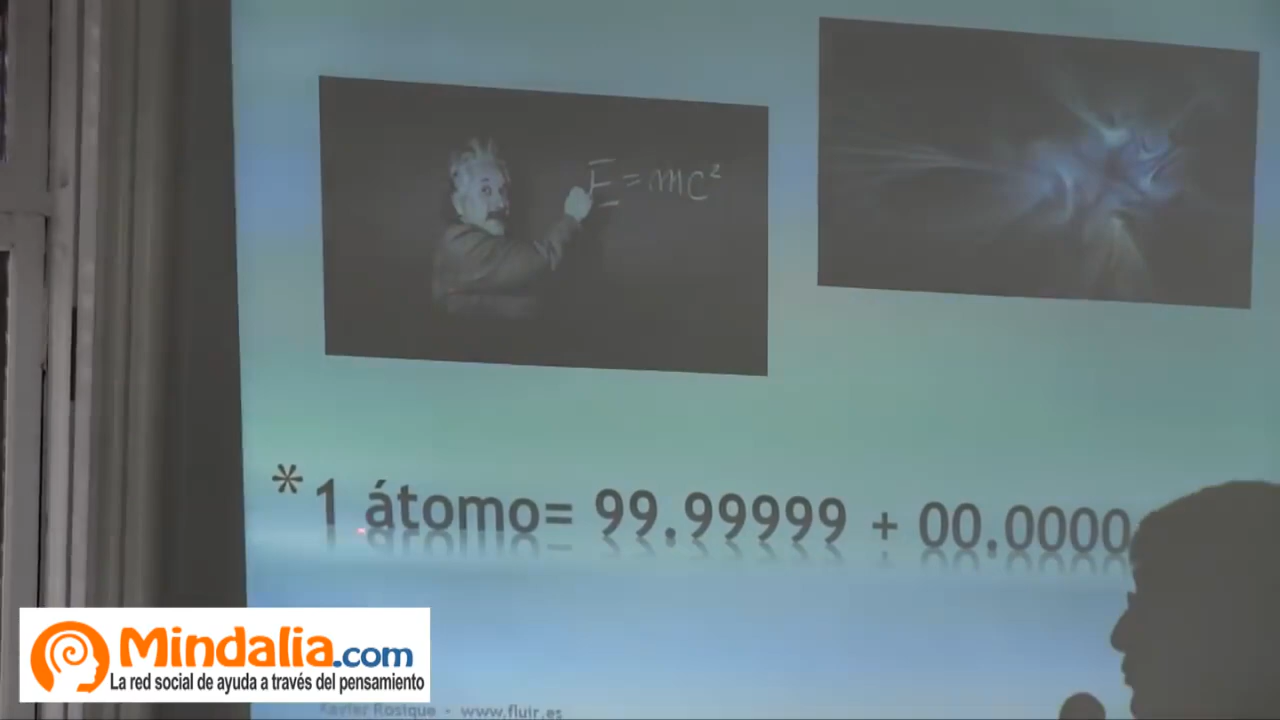 E=mc²
*1 átomo= 99.99999 + 00.0000
Mindalia.com
La red social de ayuda a través del pensamiento
Xavier Rosique - www.fluir.es